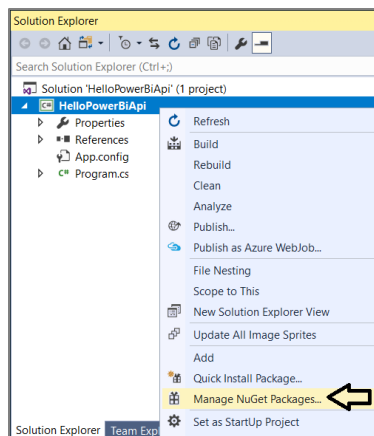 Solution Explorer
Search Solution Explorer (Ctrl+;)
Solution 'HelloPowerBiApi' (1 project)
C# HelloPowerBiApi
Properties
References
App.config
C# Program.cs
Refresh
Build
Rebuild
Clean
Analyze
Publish...
Publish as Azure WebJob...
File Nesting
Scope to This
New Solution Explorer View
Update All Image Sprites
Add
Quick Install Package...
Manage NuGet Packages...
Set as StartUp Project
Solution Explorer Team Expl